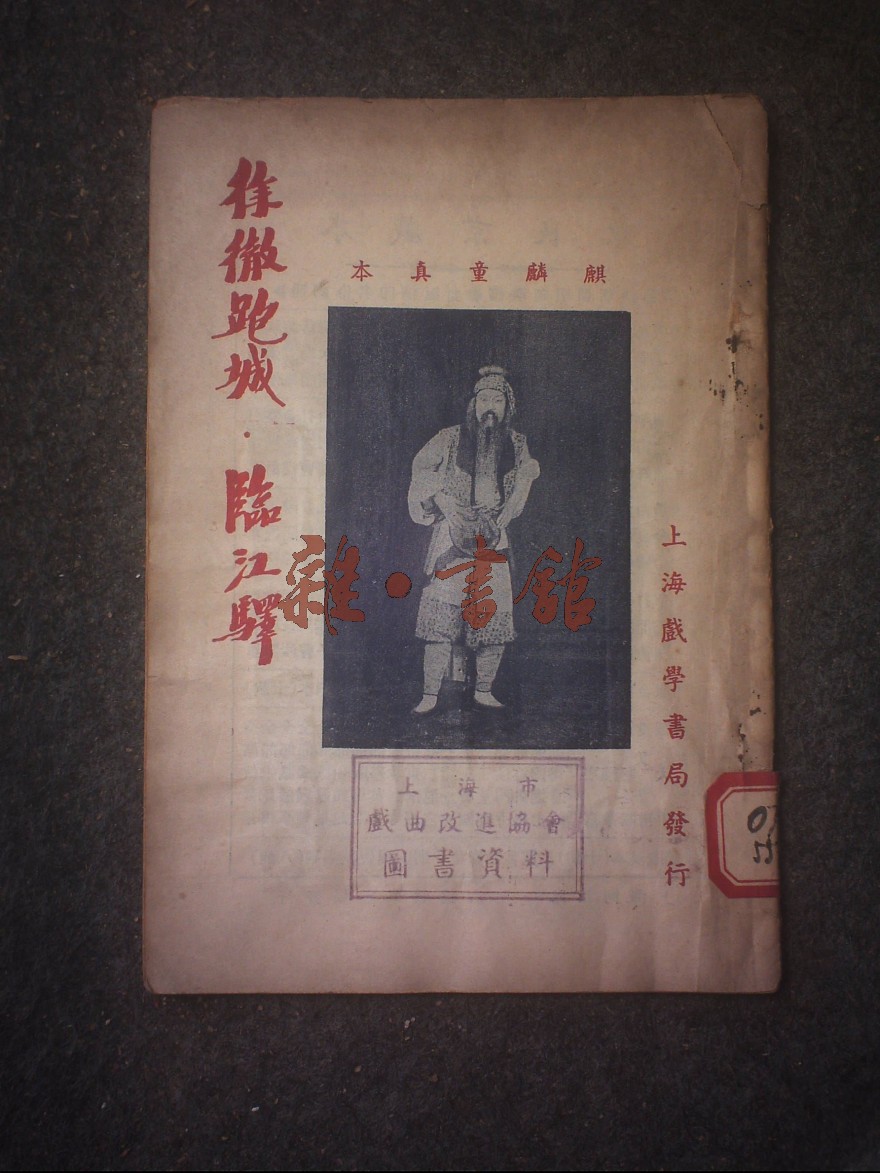 麒麟童真本
徐徹跑城·臨江驛
上海戲學書局發行
雜·書館
上海市
戲曲改進協會
圖書資料